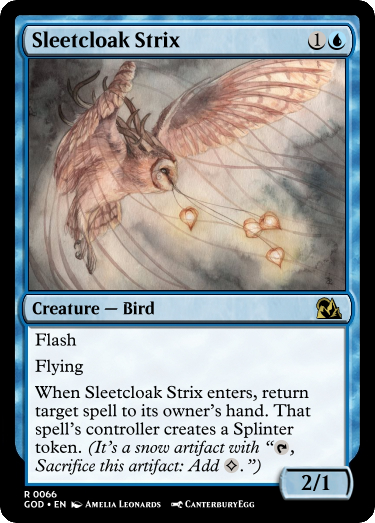 Sleetcloak Strix 1
Creature — Bird
Flash
Flying
When Sleetcloak Strix enters, return
target spell to its owner's hand. That
spell's controller creates a Splinter
token. (It's a snow artifact with “,
Sacrifice this artifact: Add .”)
2/1
R 0066
GOD • EN Amelia Leonards CanterburyEgg